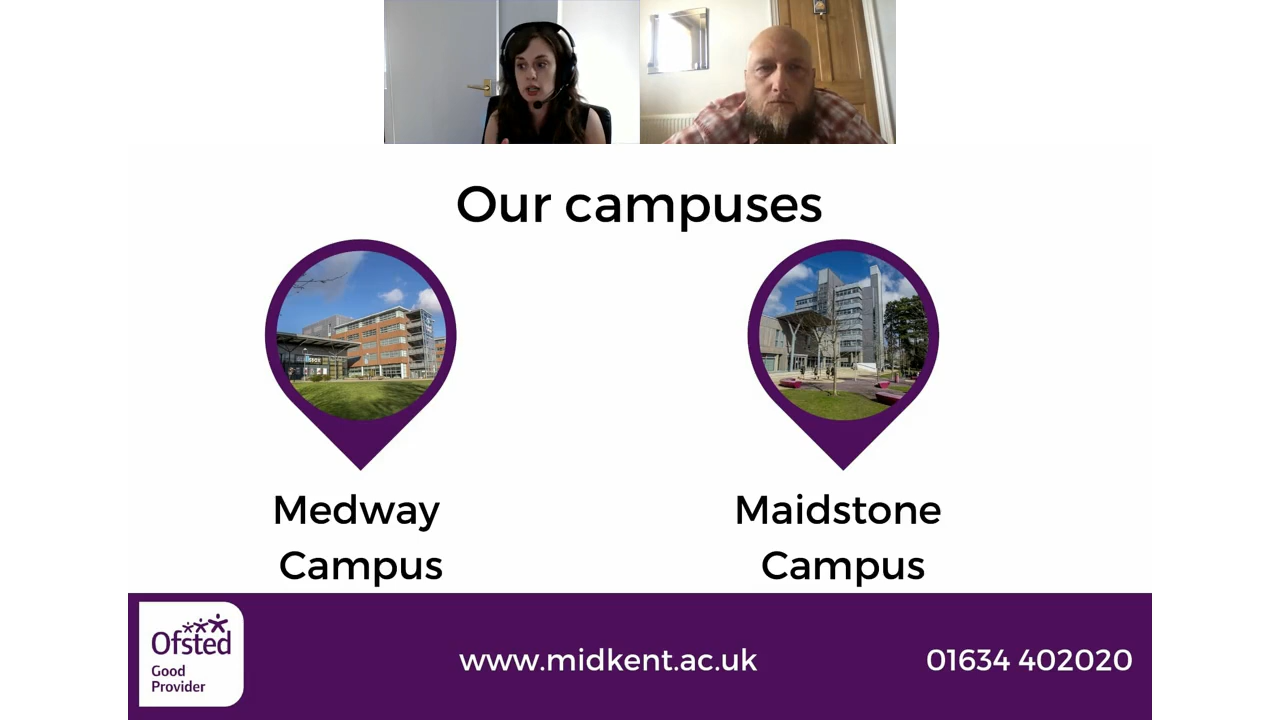 Our campuses
Medway
Campus
Maidstone
Campus
Ofsted
Good
Provider
www.midkent.ac.uk
01634 402020